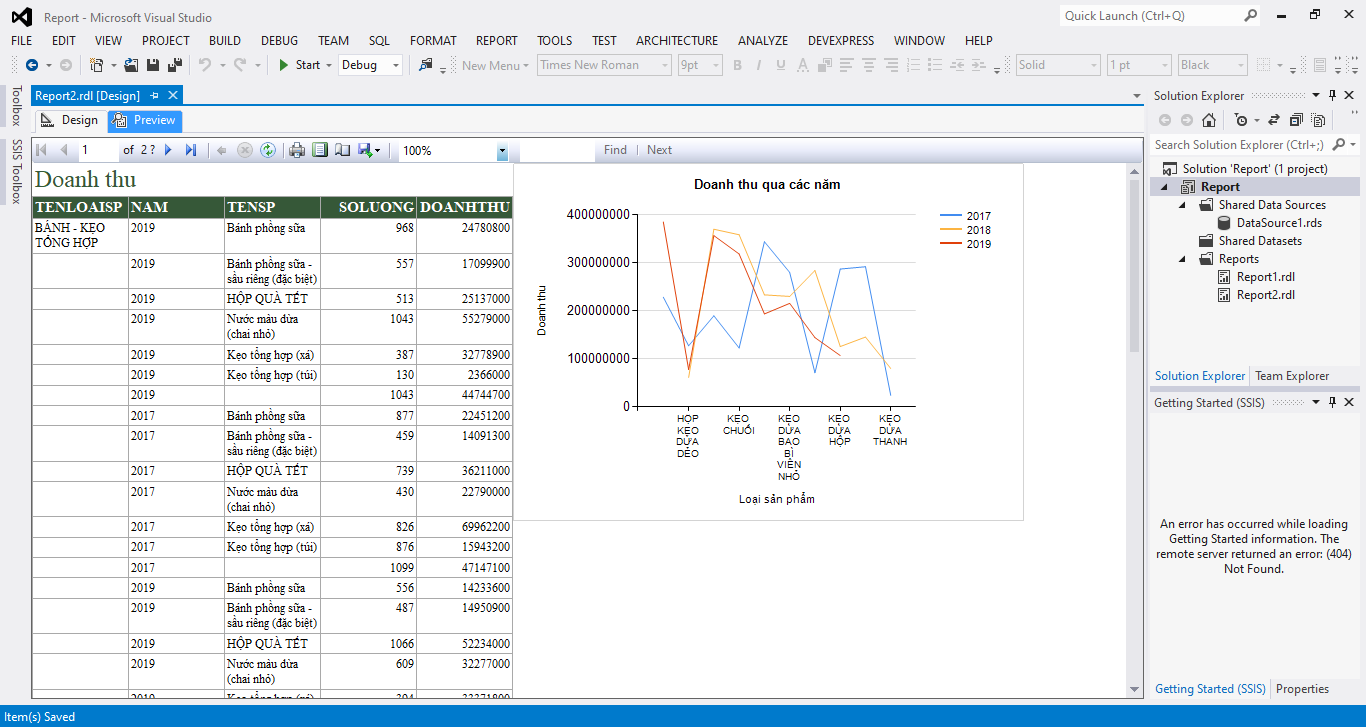 Report - Microsoft Visual Studio
Quick Launch (Ctrl+Q)
FILE EDIT VIEW PROJECT BUILD DEBUG TEAM SQL FORMAT REPORT TOOLS TEST ARCHITECTURE ANALYZE DEVEXPRESS WINDOW HELP
Start Debug New Menu Times New Roman 9pt B I U A Solid 1 pt Black
Toolbox
SSIS Toolbox
Report2.rdl [Design]
Design Preview
1 of 2 ? 100% Find | Next
Doanh thu
TENLOAISP NAM TENSP SOLUONG DOANHTHU
BÁNH - KẸO TỔNG HỢP 2019 Bánh phồng sữa 968 24780800
2019 Bánh phồng sữa - sầu riêng (đặc biệt) 557 17099900
2019 HỘP QUÀ TẾT 513 25137000
2019 Nước màu dừa (chai nhỏ) 1043 55279000
2019 Kẹo tổng hợp (xá) 387 32778900
2019 Kẹo tổng hợp (túi) 130 2366000
2019 1043 44744700
2017 Bánh phồng sữa 877 22451200
2017 Bánh phồng sữa - sầu riêng (đặc biệt) 459 14091300
2017 HỘP QUÀ TẾT 739 36211000
2017 Nước màu dừa (chai nhỏ) 430 22790000
2017 Kẹo tổng hợp (xá) 826 69962200
2017 Kẹo tổng hợp (túi) 876 15943200
2017 1099 47147100
2019 Bánh phồng sữa 556 14233600
2019 Bánh phồng sữa - sầu riêng (đặc biệt) 487 14950900
2019 HỘP QUÀ TẾT 1066 52234000
2019 Nước màu dừa (chai nhỏ) 609 32277000
Doanh thu qua các năm
400000000
300000000
200000000
100000000
0
Doanh thu
2017
2018
2019
HỘP KẸO DỪA DẺO
KẸO CHUỐI
KẸO DỪA BAO BÌ VIÊN NHỎ
KẸO DỪA HỘP
KẸO DỪA THANH
Loại sản phẩm
Solution Explorer
Search Solution Explorer (Ctrl+;)
Solution 'Report' (1 project)
Report
Shared Data Sources
DataSource1.rds
Shared Datasets
Reports
Report1.rdl
Report2.rdl
Solution Explorer Team Explorer
Getting Started (SSIS)
An error has occurred while loading
Getting Started information. The
remote server returned an error: (404)
Not Found.
Getting Started (SSIS) Properties
Item(s) Saved